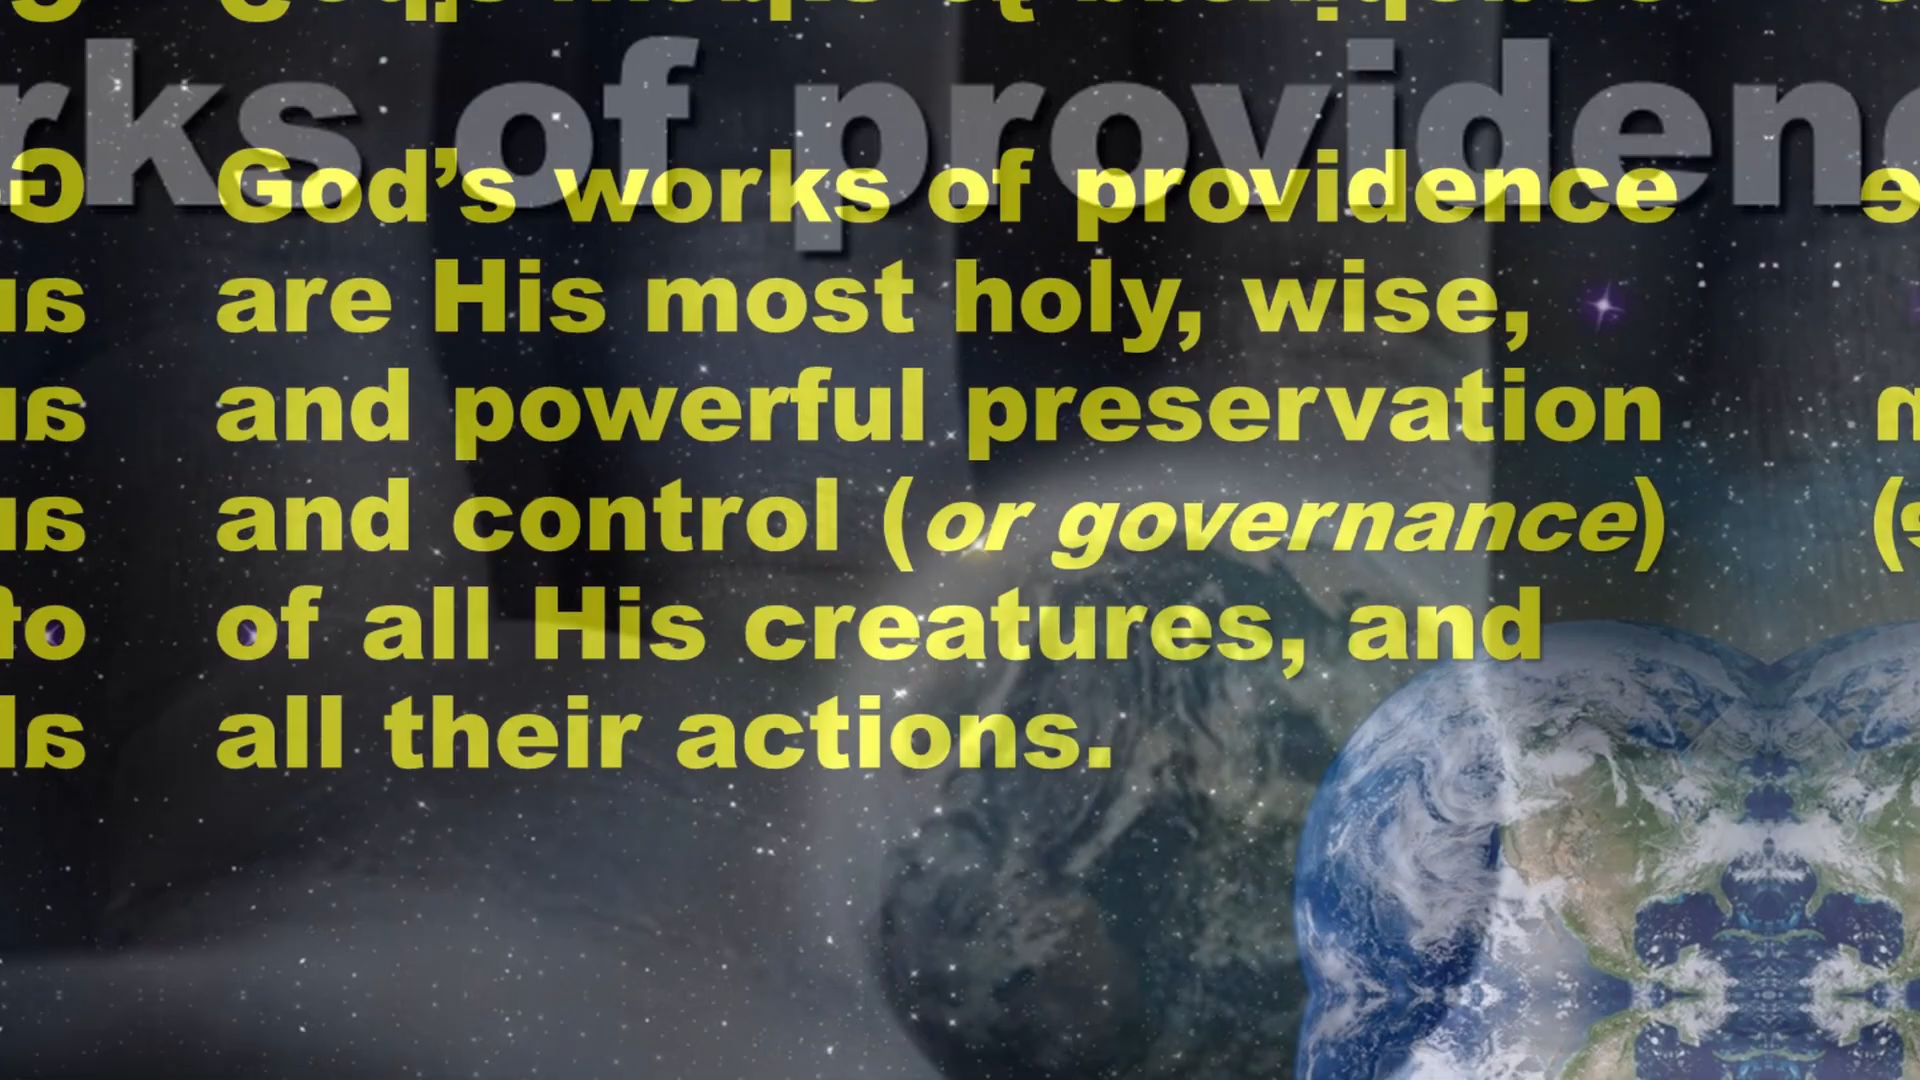 rks of providenc
God’s works of providence
are His most holy, wise,
and powerful preservation
and control (or governance)
of all His creatures, and
all their actions.